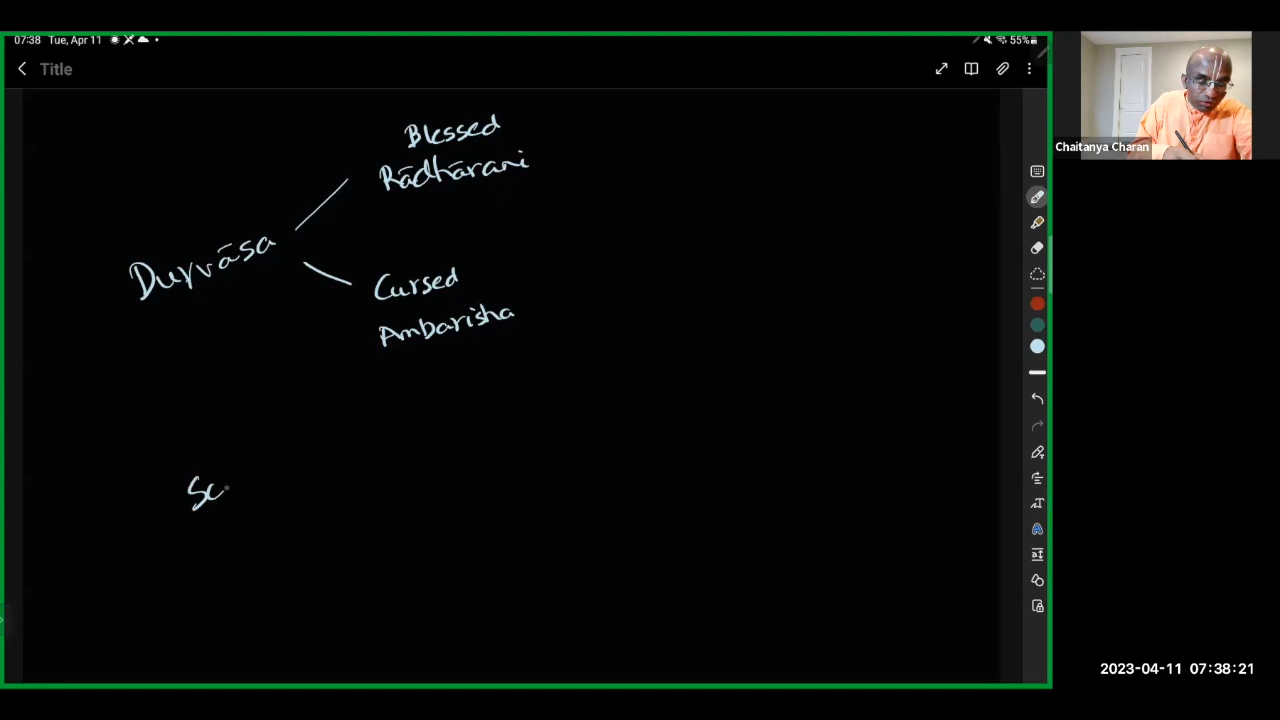 07:38 Tue, Apr 11
55%
Title
Blessed
Rādhārani
Durvāsa
Cursed
Ambarisha
Sc
Chaitanya Charan
2023-04-11 07:38:21